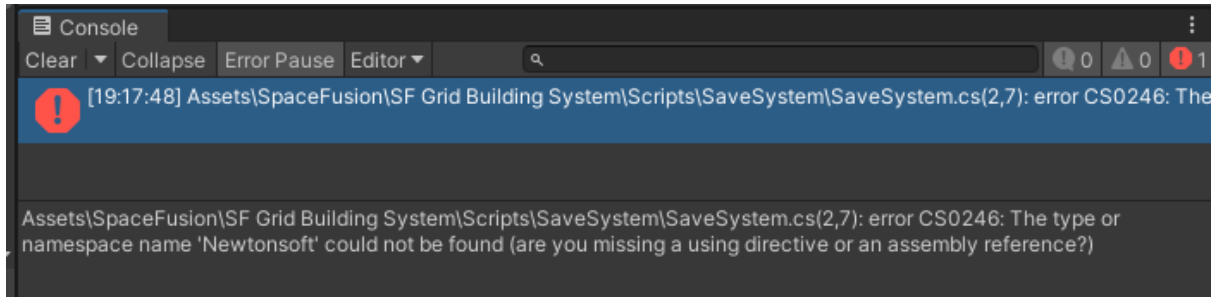 Console
Clear Collapse Error Pause Editor 0 0 1
[19:17:48] Assets\SpaceFusion\SF Grid Building System\Scripts\SaveSystem\SaveSystem.cs(2,7): error CS0246: The
Assets\SpaceFusion\SF Grid Building System\Scripts\SaveSystem\SaveSystem.cs(2,7): error CS0246: The type or
namespace name 'Newtonsoft' could not be found (are you missing a using directive or an assembly reference?)